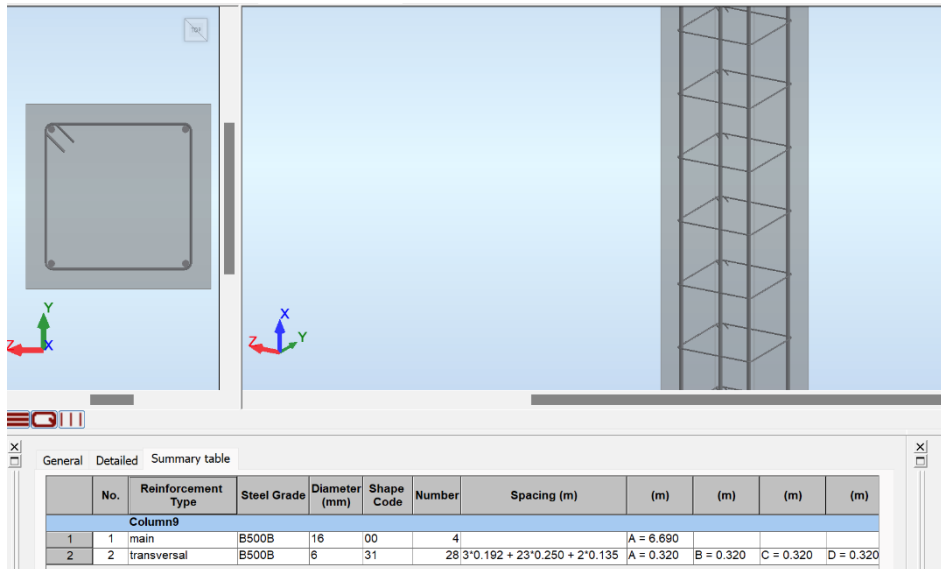 TOP
Y
Z X
X
Z Y
General Detailed Summary table
No. Reinforcement Type Steel Grade Diameter (mm) Shape Code Number Spacing (m) (m) (m) (m) (m)
Column9
1 1 main B500B 16 00 4 A = 6.690
2 2 transversal B500B 6 31 28 3*0.192 + 23*0.250 + 2*0.135 A = 0.320 B = 0.320 C = 0.320 D = 0.320